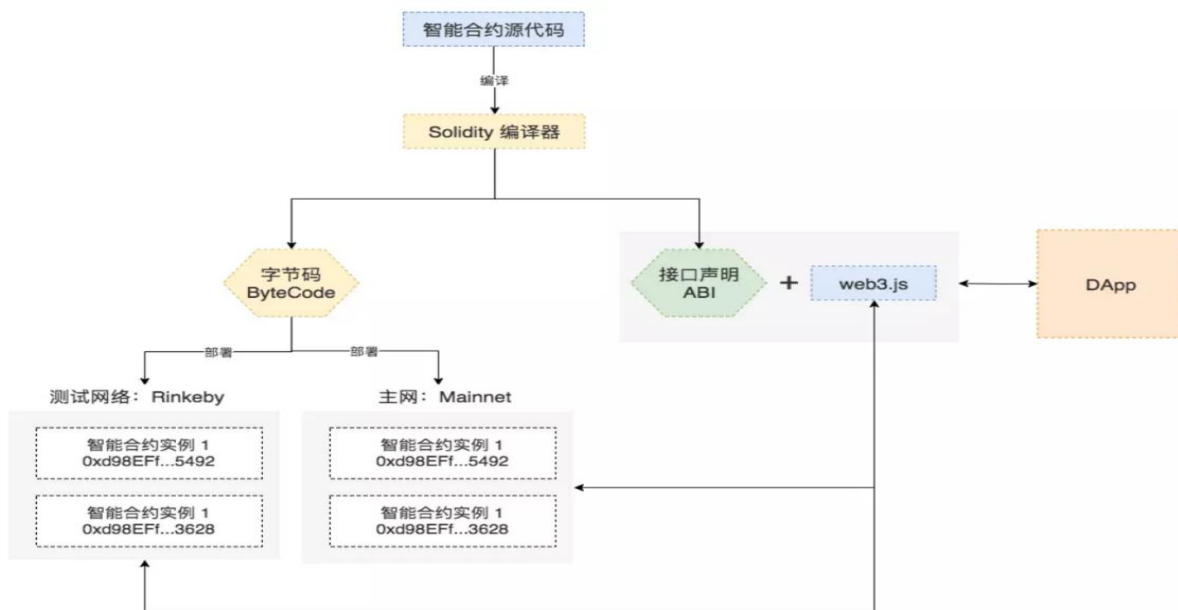 智能合约源代码
编译
Solidity 编译器
字节码
ByteCode
接口声明
ABI
+
web3.js
DApp
部署
部署
测试网络：Rinkeby
主网：Mainnet
智能合约实例 1
0xd98EFf...5492
智能合约实例 1
0xd98EFf...3628
智能合约实例 1
0xd98EFf...5492
智能合约实例 1
0xd98EFf...3628